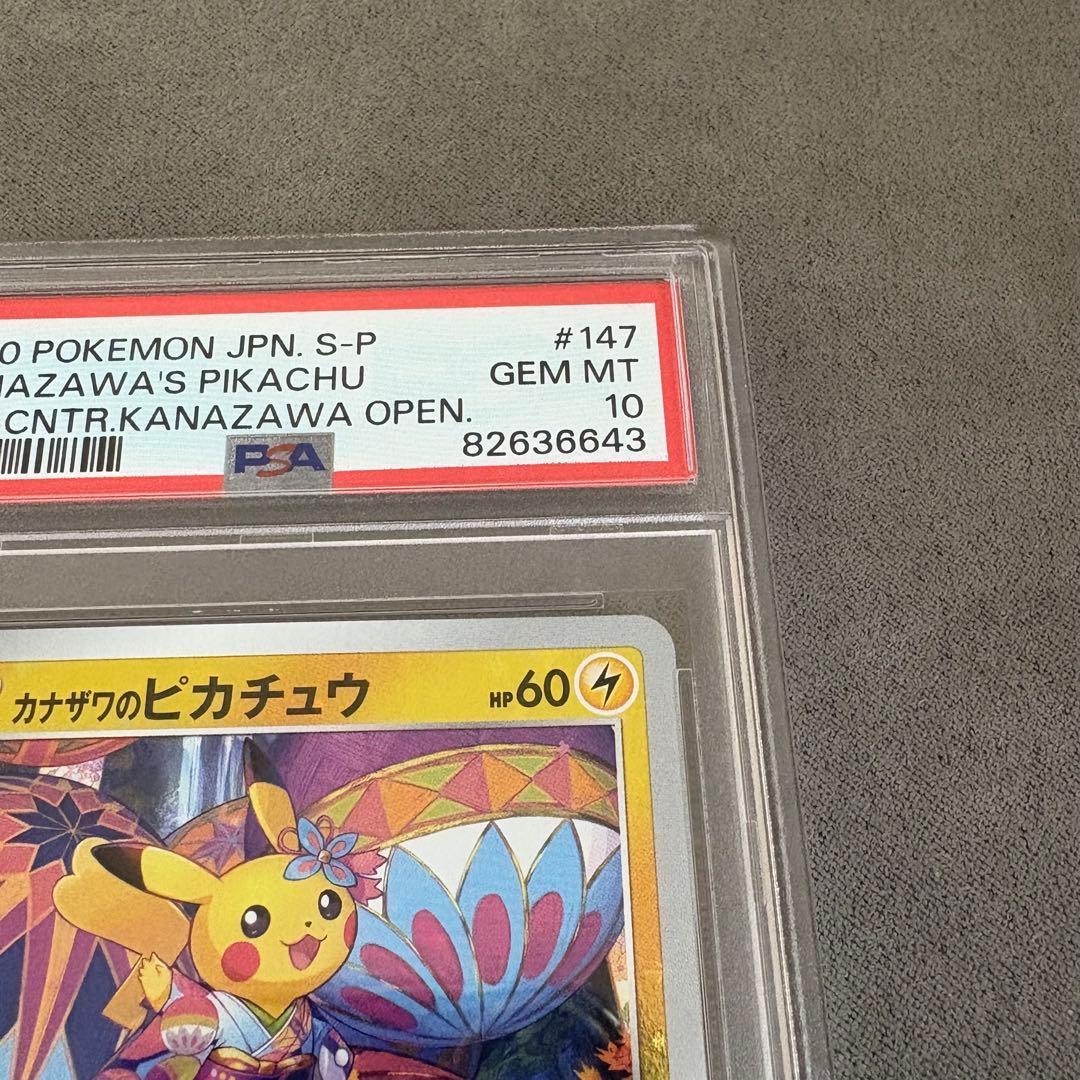 0 POKEMON JPN. S-P #147
NAZAWA'S PIKACHU GEM MT
CNTR.KANAZAWA OPEN. 10
PSA 82636643
カナザワのピカチュウ HP60